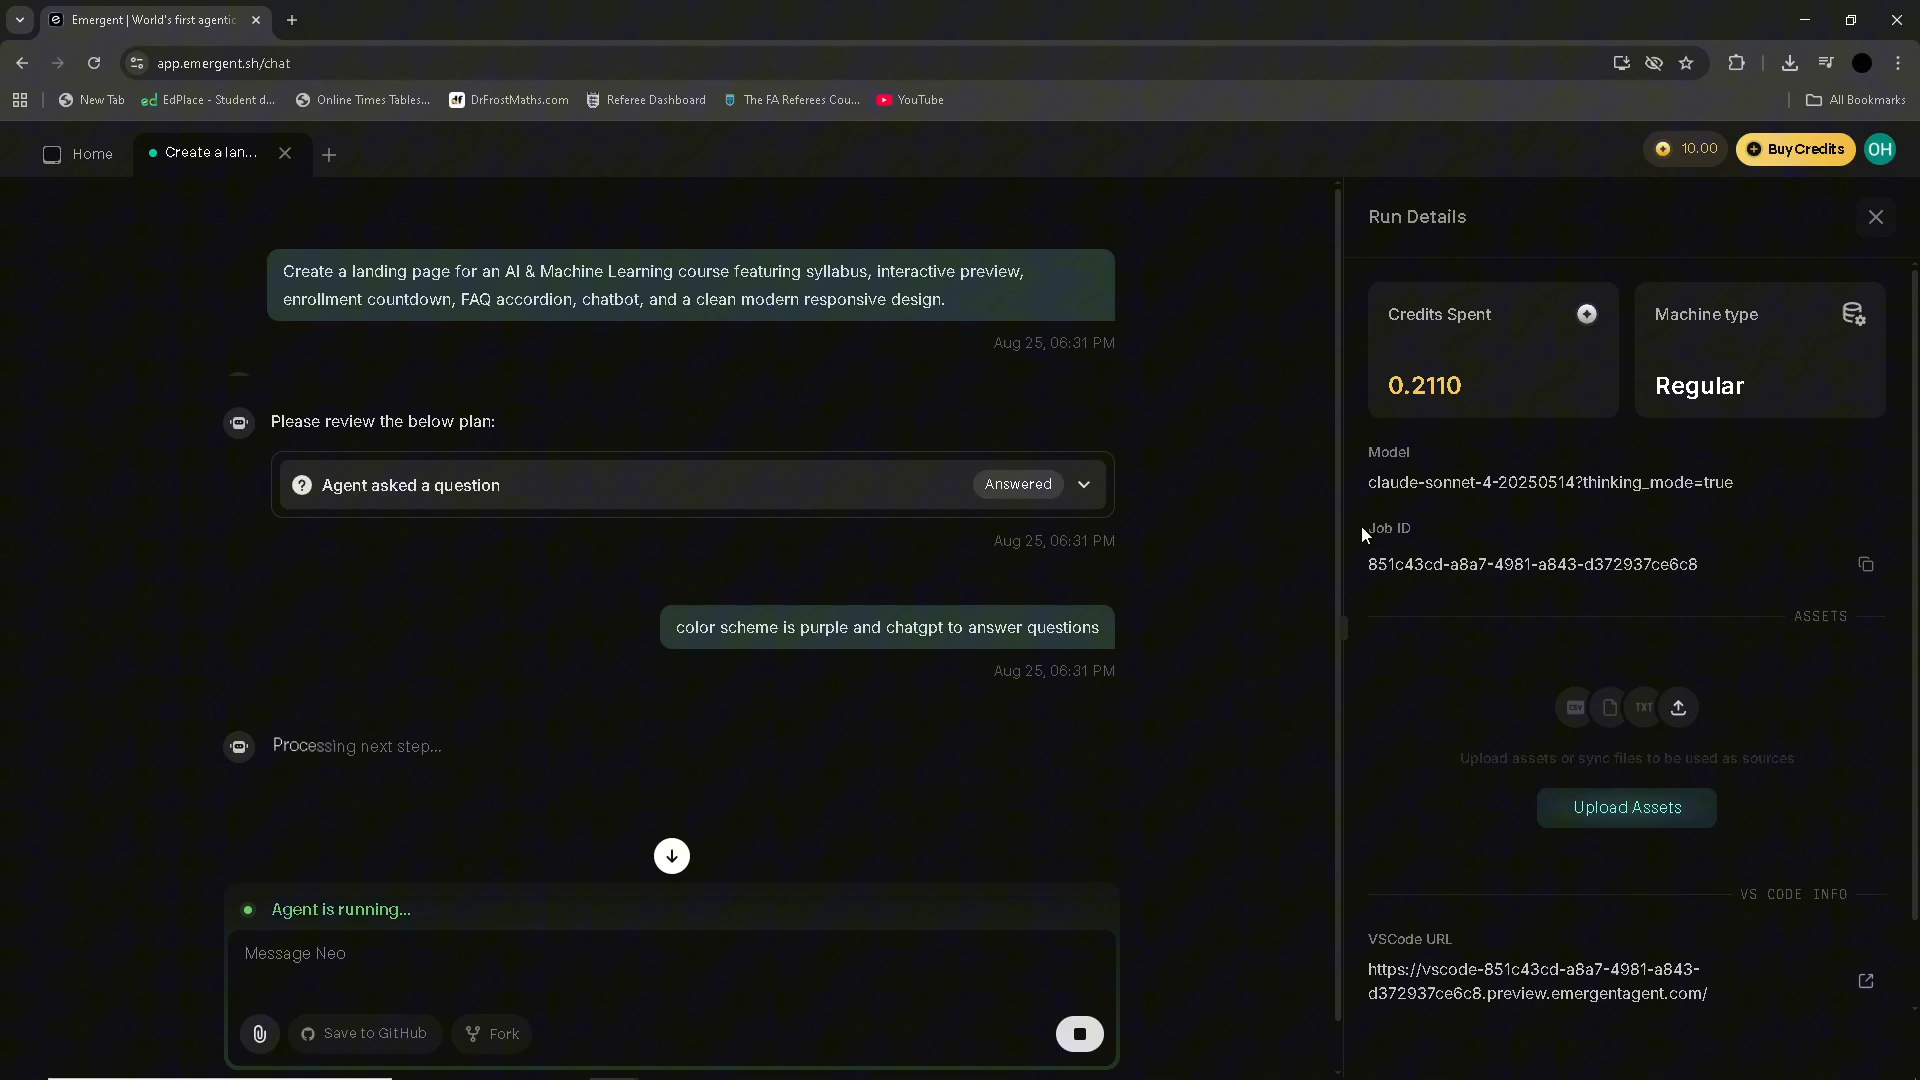 Emergent | World's first agentic
app.emergent.sh/chat
New Tab
EdPlace - Student d...
Online Times Tables...
DrFrostMaths.com
Referee Dashboard
The FA Referees Cou...
YouTube
All Bookmarks
Home
Create a lan...
10.00
Buy Credits
OH
Create a landing page for an AI & Machine Learning course featuring syllabus, interactive preview,
enrollment countdown, FAQ accordion, chatbot, and a clean modern responsive design.
Aug 25, 06:31 PM
Please review the below plan:
Agent asked a question
Answered
Aug 25, 06:31 PM
color scheme is purple and chatgpt to answer questions
Aug 25, 06:31 PM
Processing next step...
Agent is running...
Message Neo
Save to GitHub
Fork
Run Details
Credits Spent
0.2110
Machine type
Regular
Model
claude-sonnet-4-20250514?thinking_mode=true
Job ID
851c43cd-a8a7-4981-a843-d372937ce6c8
ASSETS
CSV
TXT
Upload assets or sync files to be used as sources
Upload Assets
VS CODE INFO
VSCode URL
https://vscode-851c43cd-a8a7-4981-a843-
d372937ce6c8.preview.emergentagent.com/